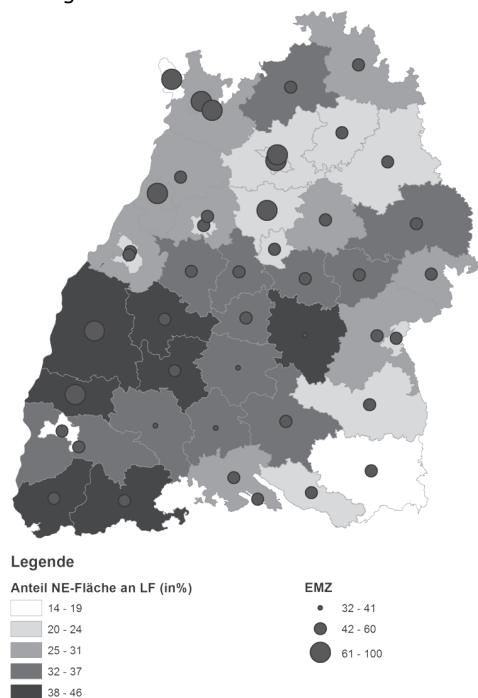 Legende
Anteil NE-Fläche an LF (in%)
14 - 19
20 - 24
25 - 31
32 - 37
38 - 46
EMZ
32 - 41
42 - 60
61 - 100